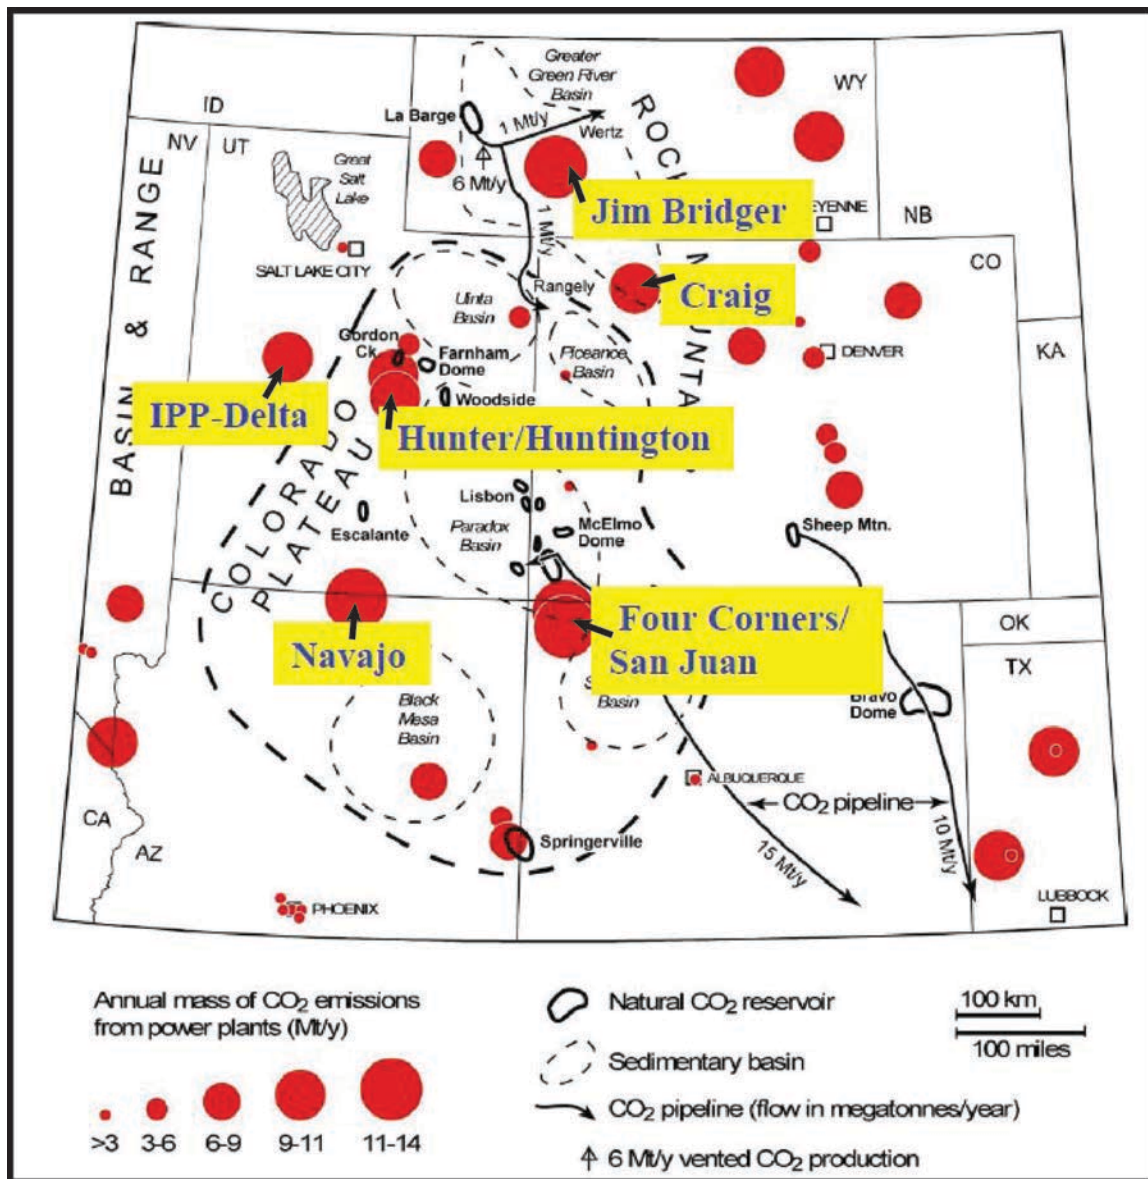 Greater
Green River
Basin
WY
ID
La Barge
1 Mt/y
Wertz
NV
UT
Great
Salt
Lake
6 Mt/y
1 Mt/y
Jim Bridger
NB
SALT LAKE CITY
CO
Rangely
Craig
Uinta
Basin
Gordon
Ck.
Farnham
Dome
Piceance
Basin
DENVER
KA
Woodside
IPP-Delta
Hunter/Huntington
BASIN & RANGE
COLORADO
PLATEAU
Lisbon
Escalante
Paradox
Basin
McElmo
Dome
Sheep Mtn.
Navajo
Four Corners/
San Juan
OK
TX
Basin
Bravo
Dome
Black
Mesa
Basin
ALBUQUERQUE
CO2 pipeline
CA
AZ
Springerville
15 Mt/y
10 Mt/y
PHOENIX
LUBBOCK
Annual mass of CO2 emissions
from power plants (Mt/y)
>3 3-6 6-9 9-11 11-14
Natural CO2 reservoir
Sedimentary basin
CO2 pipeline (flow in megatonnes/year)
6 Mt/y vented CO2 production
100 km
100 miles